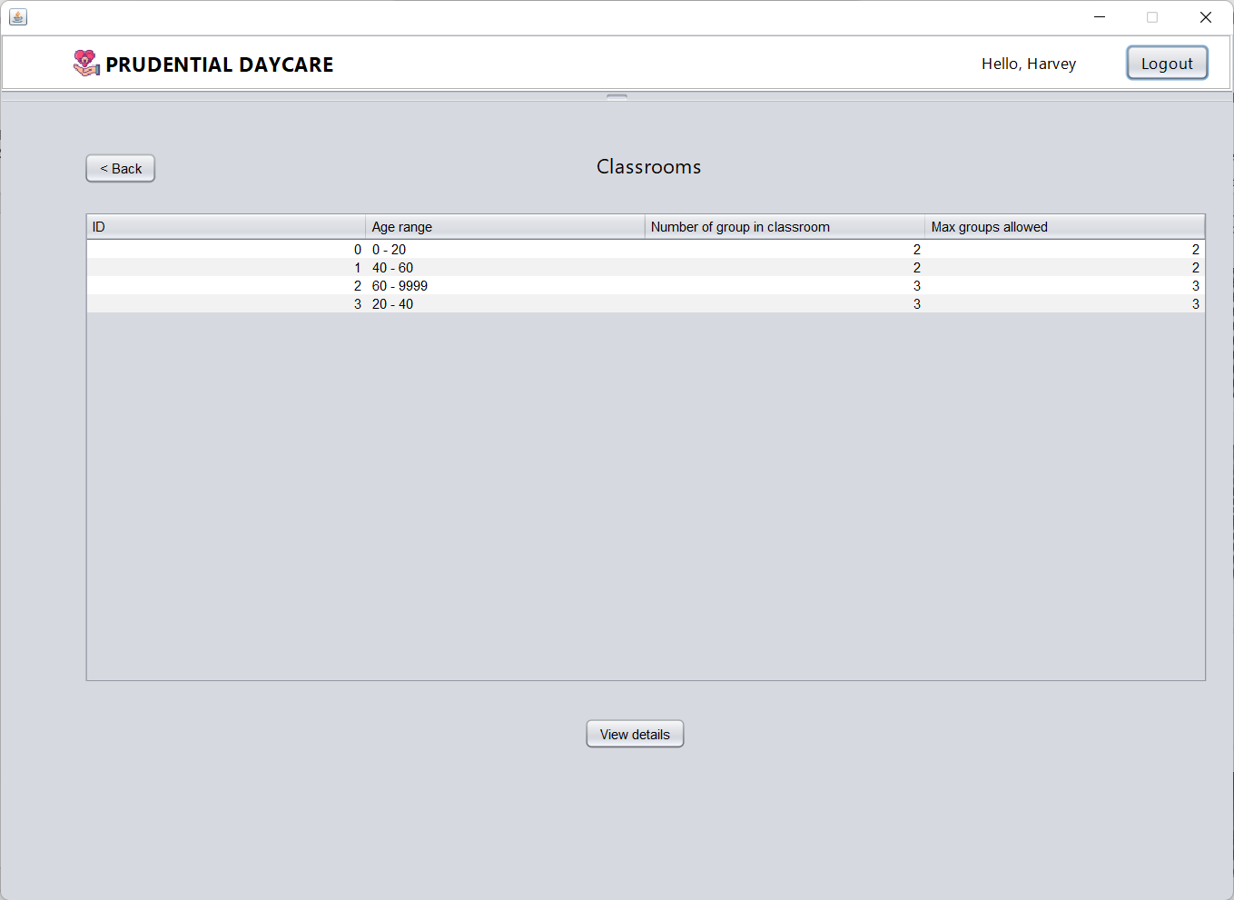 PRUDENTIAL DAYCARE Hello, Harvey Logout
< Back Classrooms
ID Age range Number of group in classroom Max groups allowed
0 0 - 20 2 2
1 40 - 60 2 2
2 60 - 9999 3 3
3 20 - 40 3 3
View details